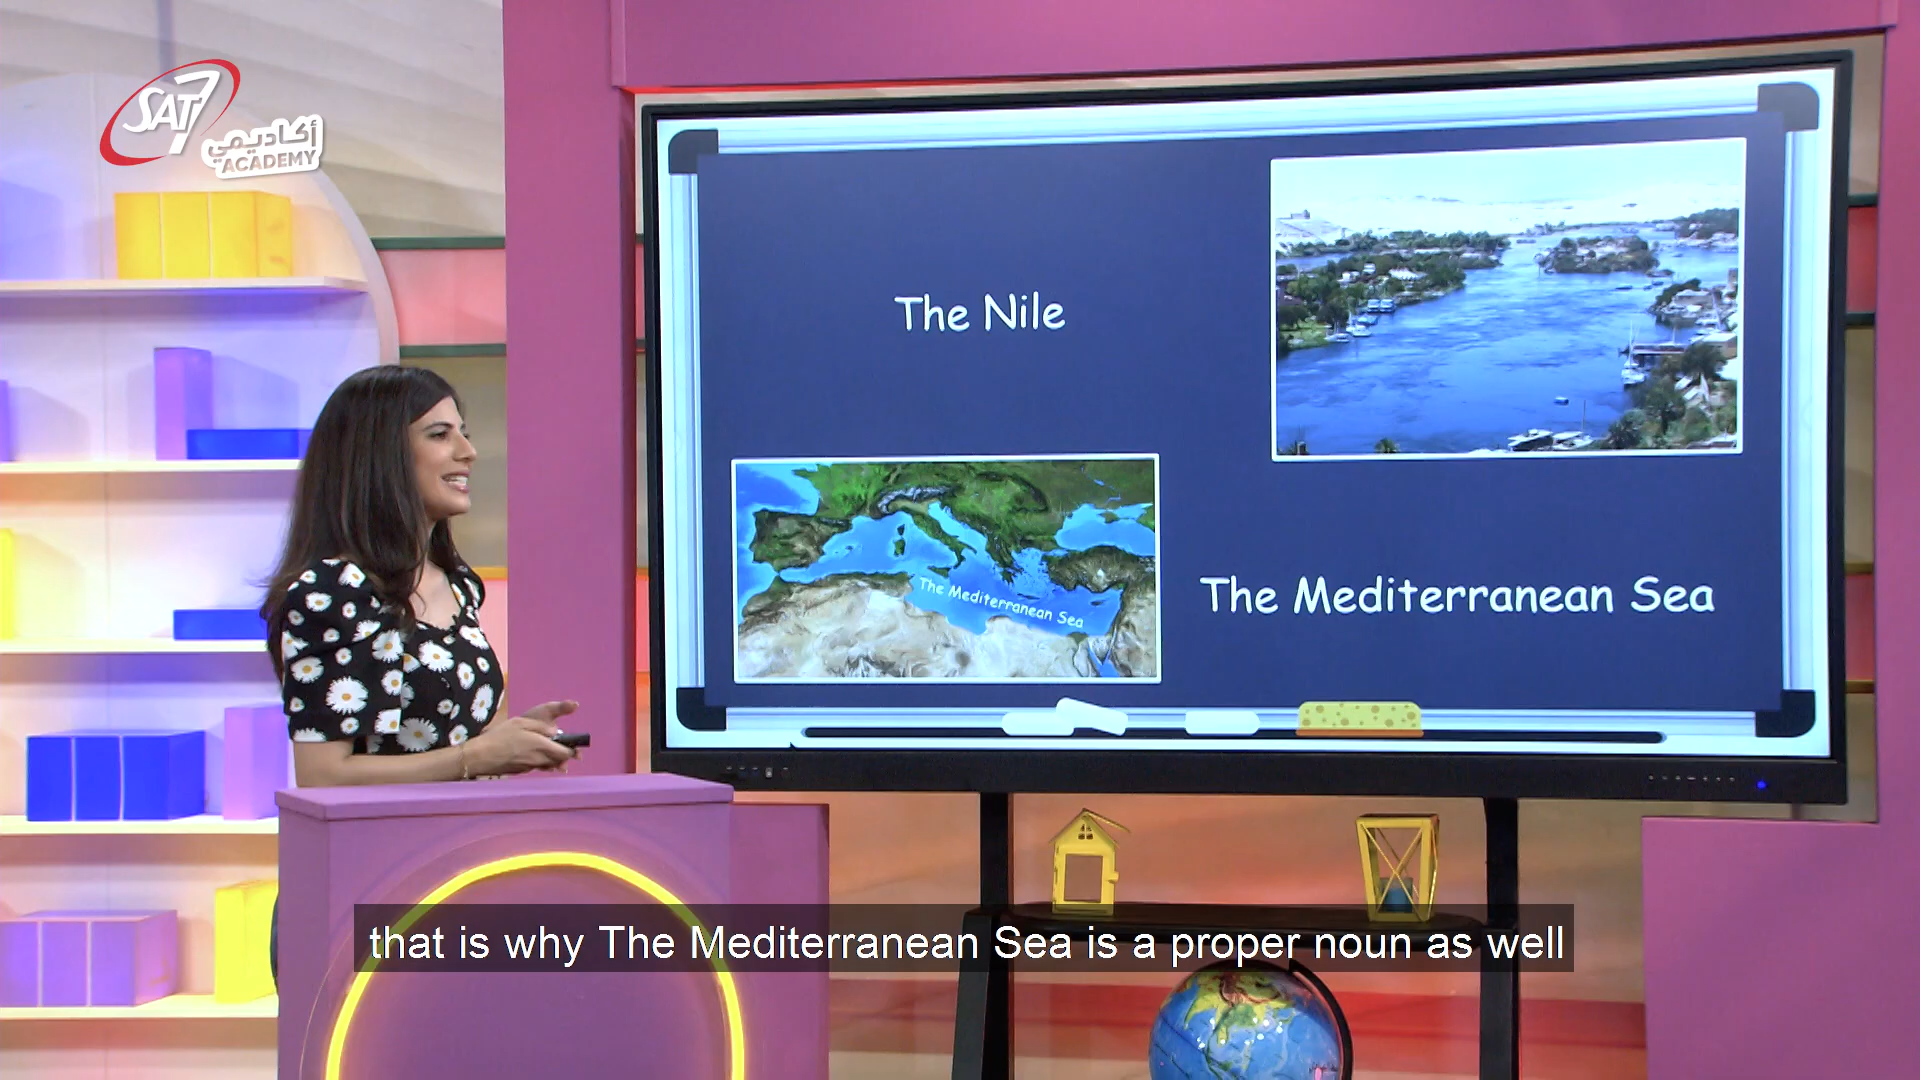 SAT7
أكاديمي
ACADEMY
The Nile
The Mediterranean Sea
The Mediterranean Sea
that is why The Mediterranean Sea is a proper noun as well